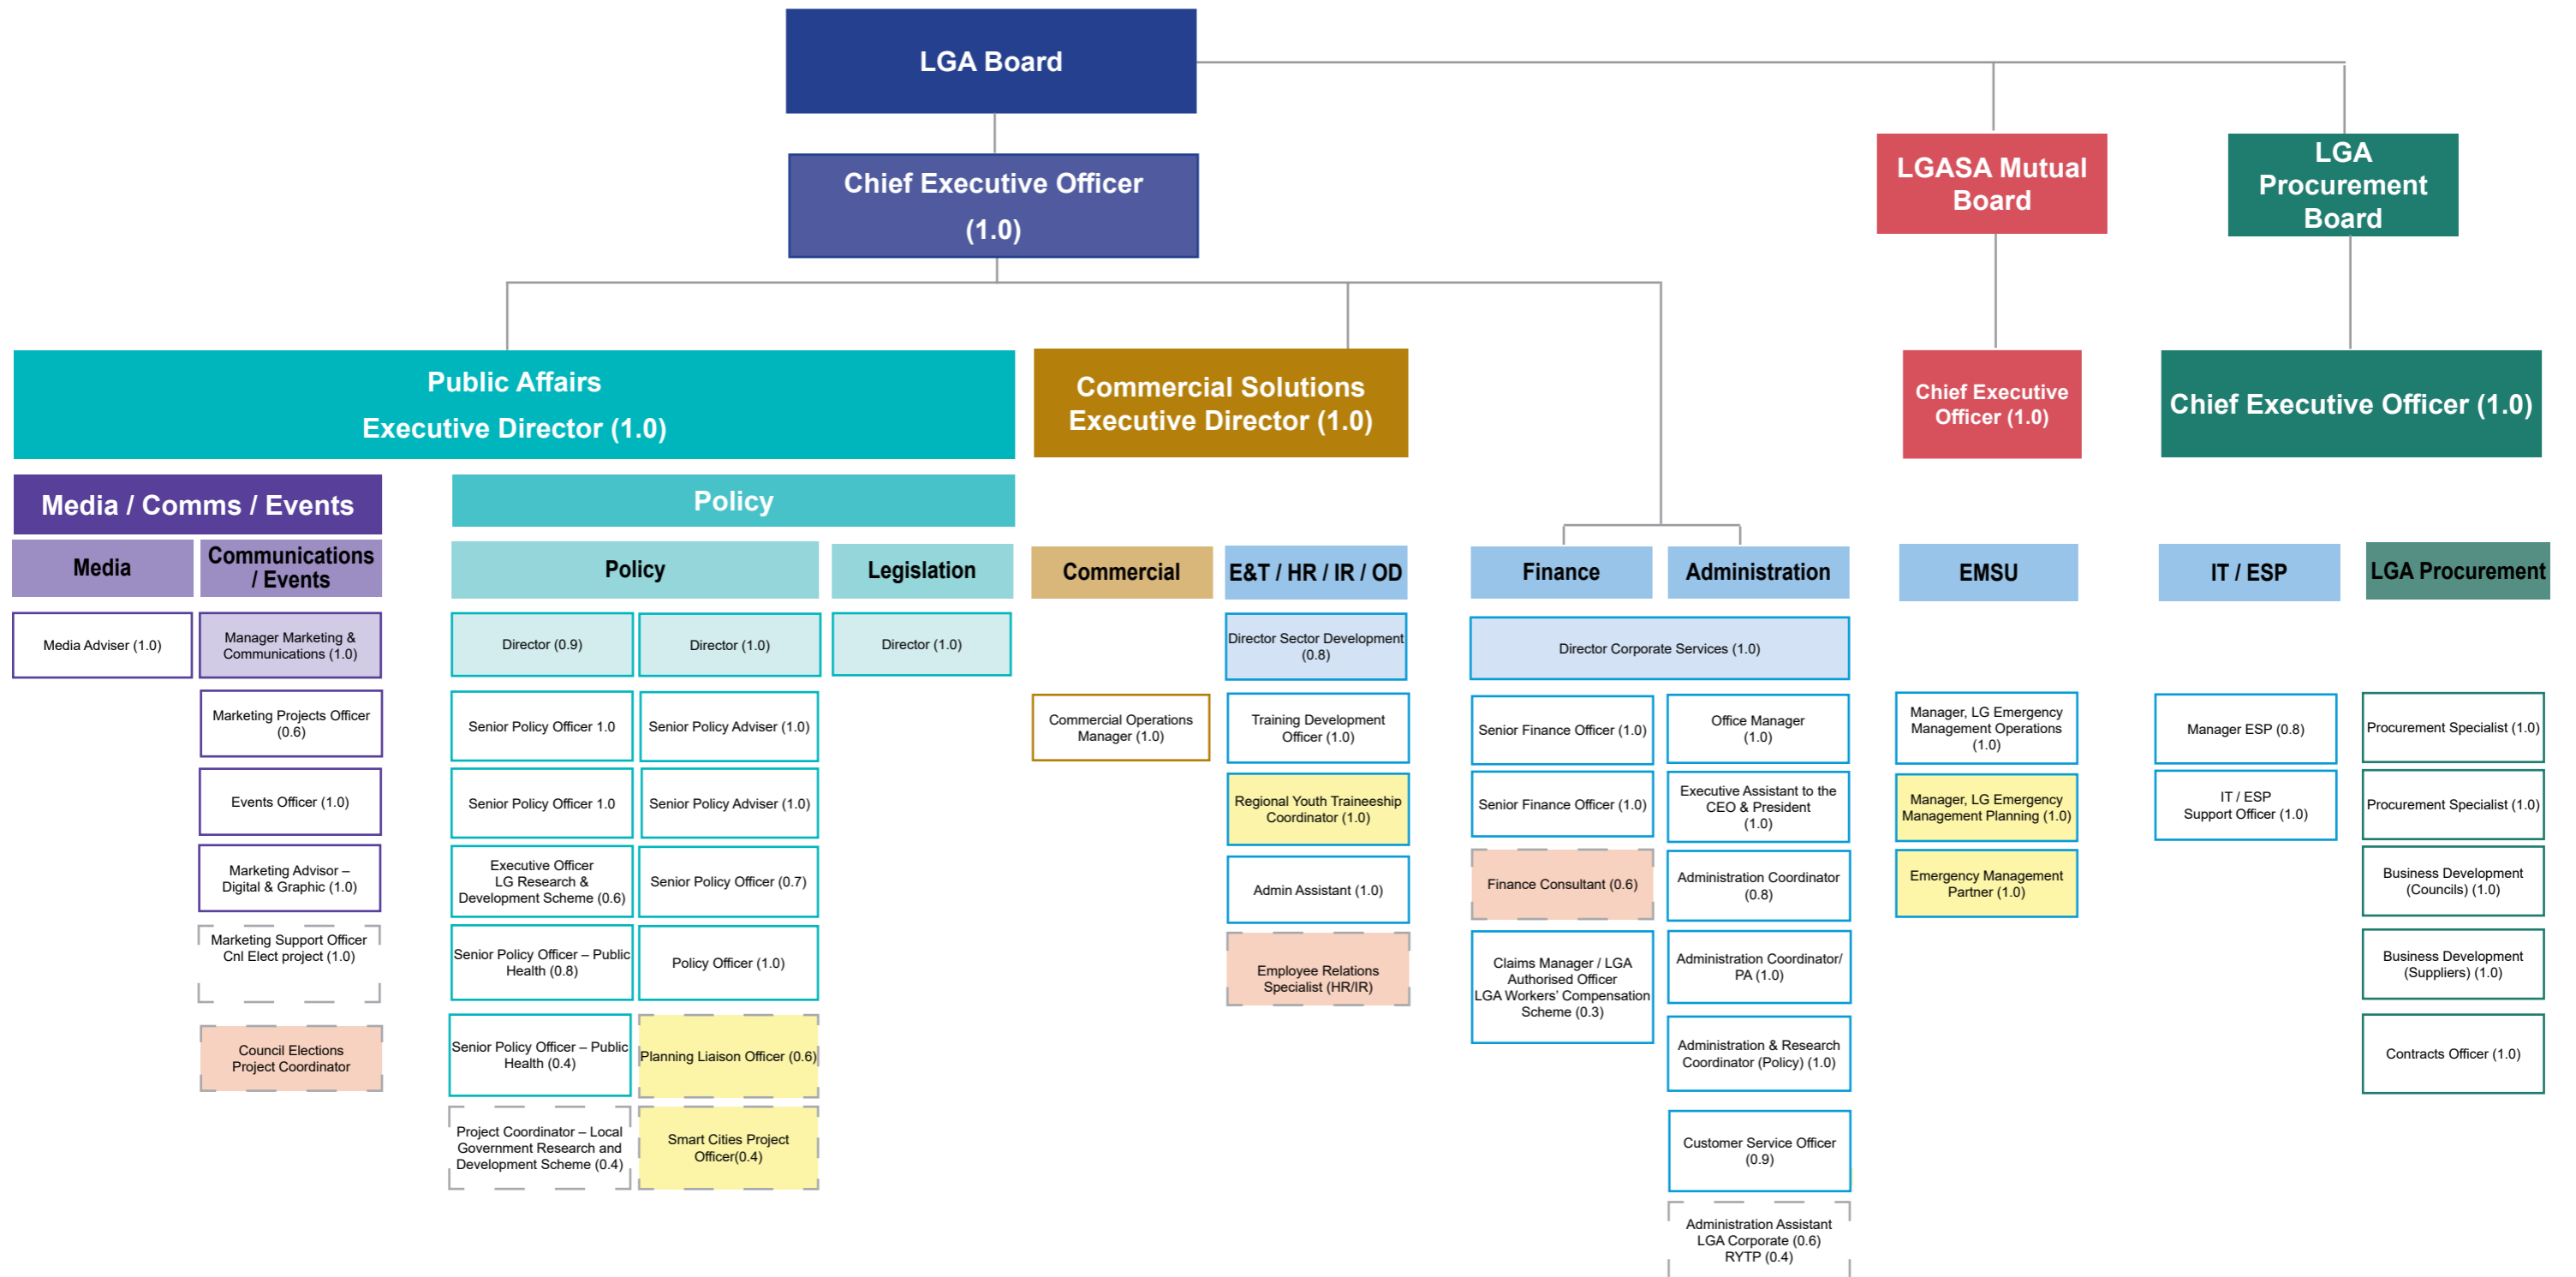 LGA Board
Chief Executive Officer
(1.0)
LGASA Mutual
Board
LGA
Procurement
Board
Public Affairs
Executive Director (1.0)
Commercial Solutions
Executive Director (1.0)
Chief Executive
Officer (1.0)
Chief Executive Officer (1.0)
Media / Comms / Events
Policy
Media
Communications
/ Events
Policy
Legislation
Commercial
E&T / HR / IR / OD
Finance
Administration
EMSU
IT / ESP
LGA Procurement
Media Adviser (1.0)
Manager Marketing &
Communications (1.0)
Marketing Projects Officer
(0.6)
Events Officer (1.0)
Marketing Advisor –
Digital & Graphic (1.0)
Marketing Support Officer
Cnl Elect project (1.0)
Council Elections
Project Coordinator
Director (0.9)
Senior Policy Officer 1.0
Senior Policy Officer 1.0
Executive Officer
LG Research &
Development Scheme (0.6)
Senior Policy Officer – Public
Health (0.8)
Senior Policy Officer – Public
Health (0.4)
Project Coordinator – Local
Government Research and
Development Scheme (0.4)
Director (1.0)
Senior Policy Adviser (1.0)
Senior Policy Adviser (1.0)
Senior Policy Officer (0.7)
Policy Officer (1.0)
Planning Liaison Officer (0.6)
Smart Cities Project
Officer(0.4)
Director (1.0)
Commercial Operations
Manager (1.0)
Director Sector Development
(0.8)
Training Development
Officer (1.0)
Regional Youth Traineeship
Coordinator (1.0)
Admin Assistant (1.0)
Employee Relations
Specialist (HR/IR)
Director Corporate Services (1.0)
Senior Finance Officer (1.0)
Senior Finance Officer (1.0)
Finance Consultant (0.6)
Claims Manager / LGA
Authorised Officer
LGA Workers' Compensation
Scheme (0.3)
Office Manager
(1.0)
Executive Assistant to the
CEO & President
(1.0)
Administration Coordinator
(0.8)
Administration Coordinator/
PA (1.0)
Administration & Research
Coordinator (Policy) (1.0)
Customer Service Officer
(0.9)
Administration Assistant
LGA Corporate (0.6)
RYTP (0.4)
Manager, LG Emergency
Management Operations
(1.0)
Manager, LG Emergency
Management Planning (1.0)
Emergency Management
Partner (1.0)
Manager ESP (0.8)
IT / ESP
Support Officer (1.0)
Procurement Specialist (1.0)
Procurement Specialist (1.0)
Business Development
(Councils) (1.0)
Business Development
(Suppliers) (1.0)
Contracts Officer (1.0)